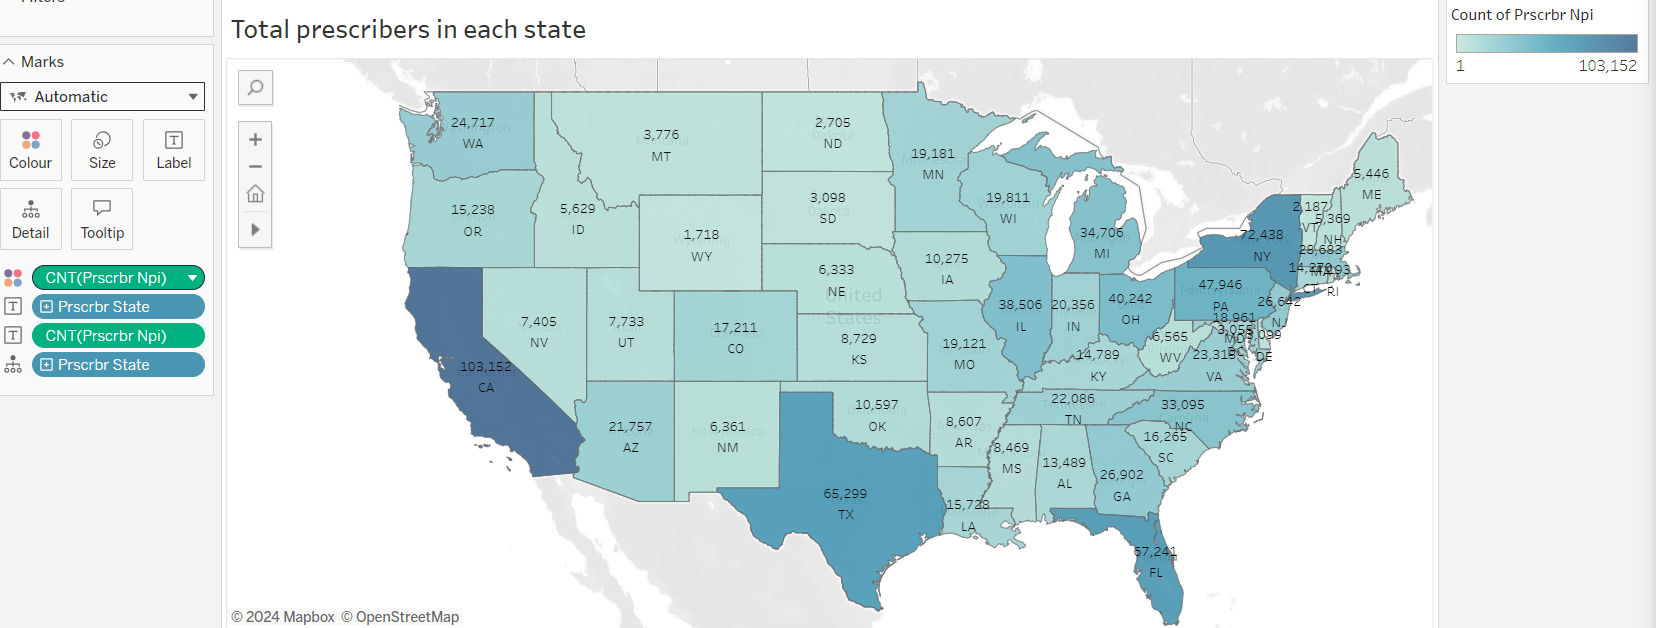 Total prescribers in each state
Count of Prscrbr Npi
1 103,152
Marks
Automatic
Colour Size Label
Detail Tooltip
CNT(Prscrbr Npi)
Prscrbr State
CNT(Prscrbr Npi)
Prscrbr State
24,717
WA
3,776
MT
2,705
ND
19,181
MN
5,446
ME
15,238
OR
5,629
ID
3,098
SD
19,811
WI
2,187
VT
5,369
NH
1,718
WY
34,706
MI
72,438
NY
28,683
MA
10,275
IA
6,333
NE
United
States
CT
RI
47,946
PA
26,642
NJ
38,506
IL
20,356
IN
40,242
OH
7,405
NV
7,733
UT
17,211
CO
8,729
KS
19,121
MO
18,961
MD
DC
DE
6,565
WV
VA
14,789
KY
103,152
CA
22,086
TN
33,095
NC
21,757
AZ
6,361
NM
10,597
OK
8,607
AR
16,265
SC
8,469
MS
13,489
AL
26,902
GA
65,299
TX
15,728
LA
FL
© 2024 Mapbox © OpenStreetMap